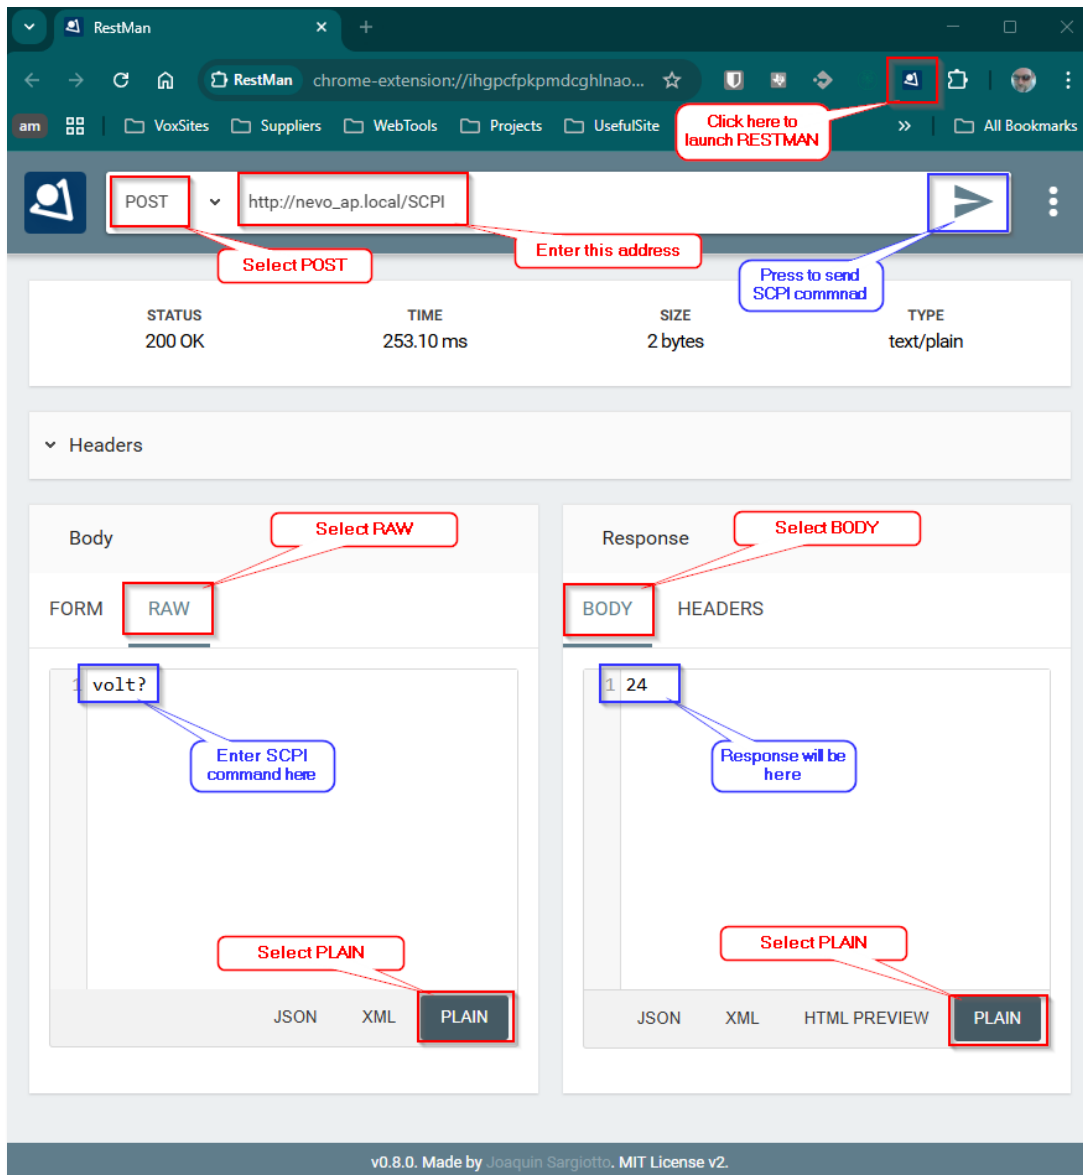 RestMan
RestMan
chrome-extension://ihgpcfpkpmdcghlnao...
am
VoxSites
Suppliers
WebTools
Projects
UsefulSite
Click here to
launch RESTMAN
»
All Bookmarks
POST
http://nevo_ap.local/SCPI
Select POST
Enter this address
Press to send
SCPI commnad
STATUS
TIME
SIZE
TYPE
200 OK
253.10 ms
2 bytes
text/plain
Headers
Body
Select RAW
Response
Select BODY
FORM
RAW
BODY
HEADERS
1 volt?
1 24
Enter SCPI
command here
Response will be
here
Select PLAIN
Select PLAIN
JSON
XML
PLAIN
JSON
XML
HTML PREVIEW
PLAIN
v0.8.0. Made by Joaquin Sargiotto. MIT License v2.